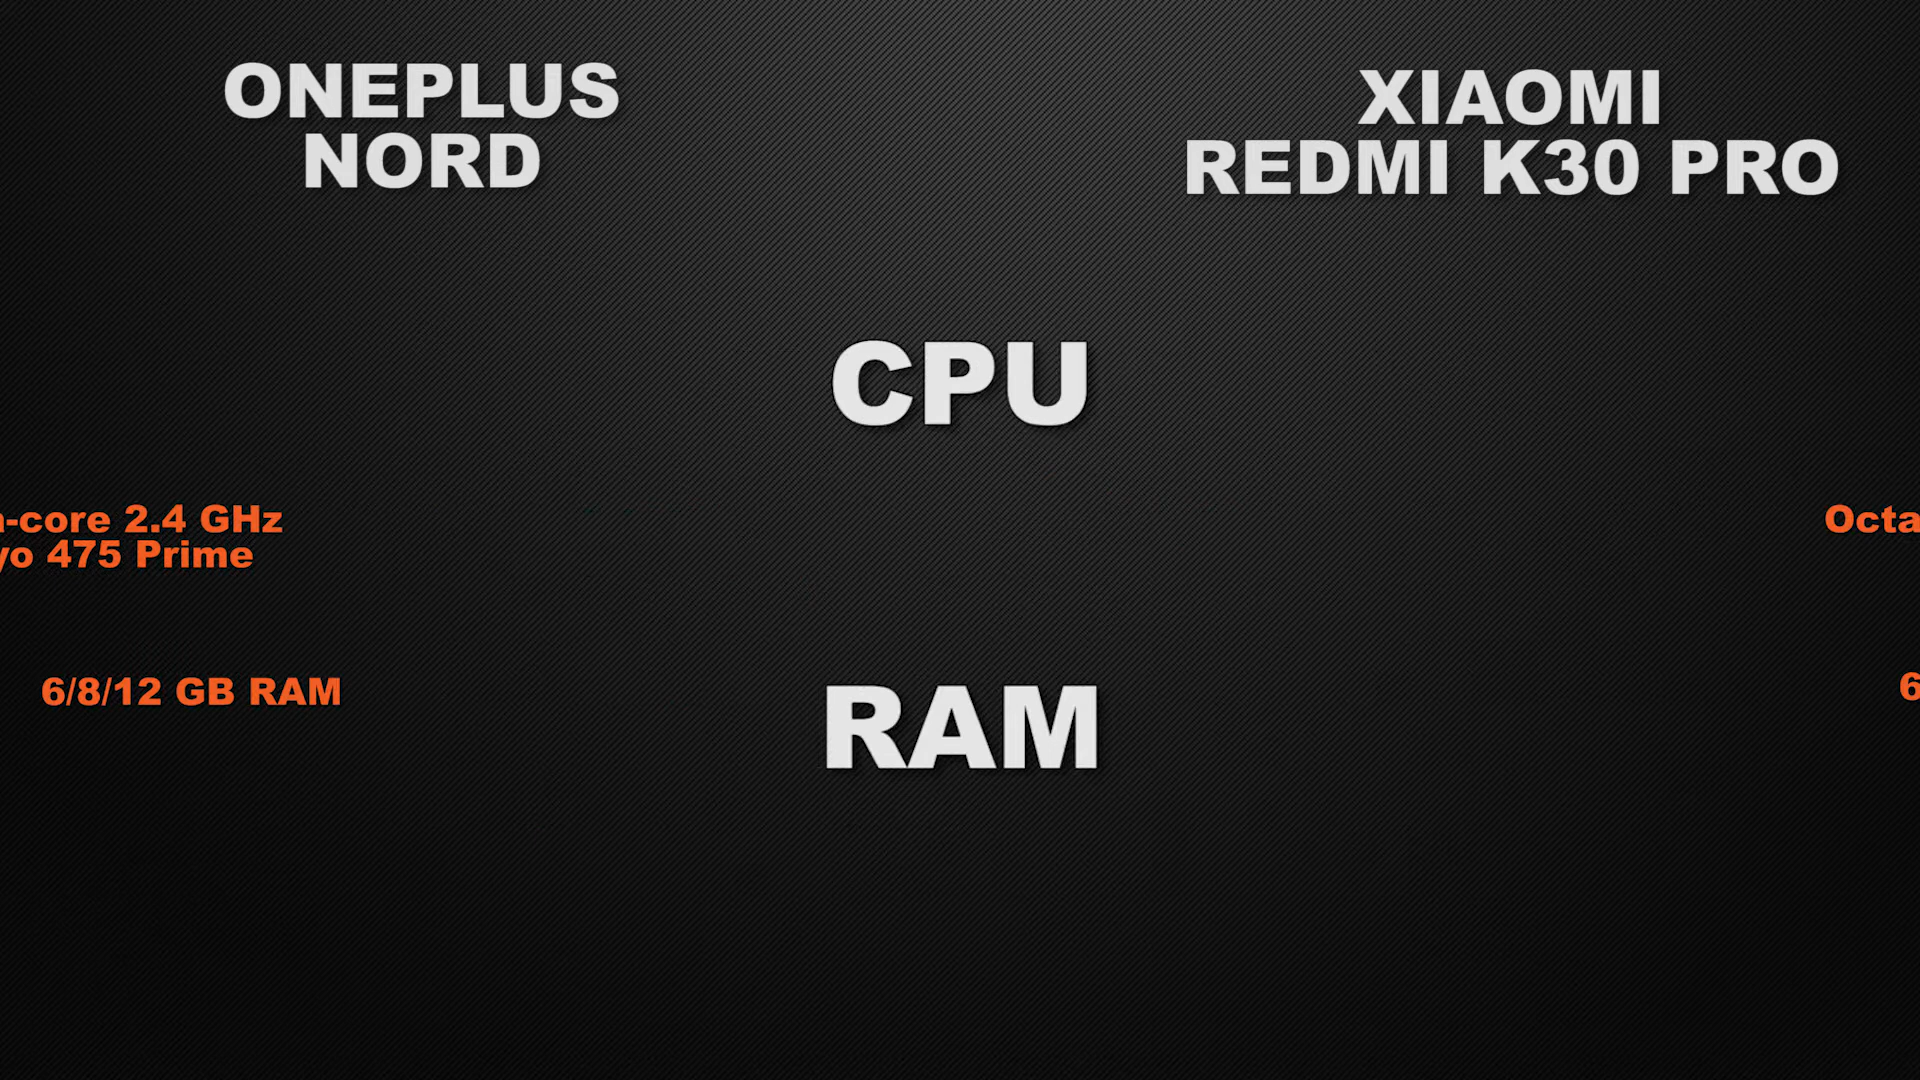 ONEPLUS
NORD
XIAOMI
REDMI K30 PRO
CPU
-core 2.4 GHz
yo 475 Prime
Octa
6/8/12 GB RAM
6
RAM